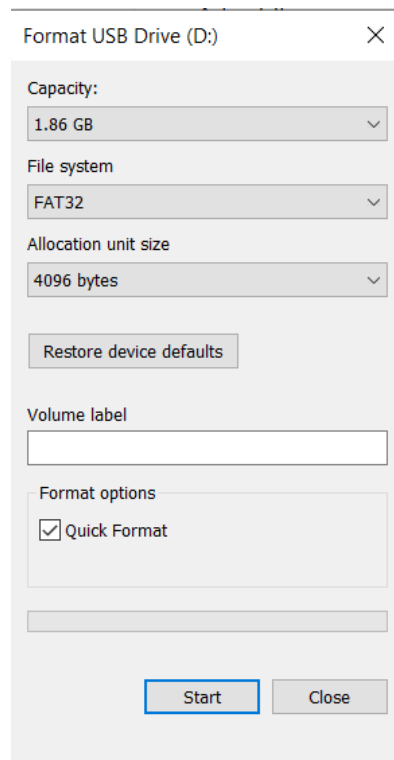 Format USB Drive (D:)
Capacity:
1.86 GB
File system
FAT32
Allocation unit size
4096 bytes
Restore device defaults
Volume label
Format options
Quick Format
Start Close